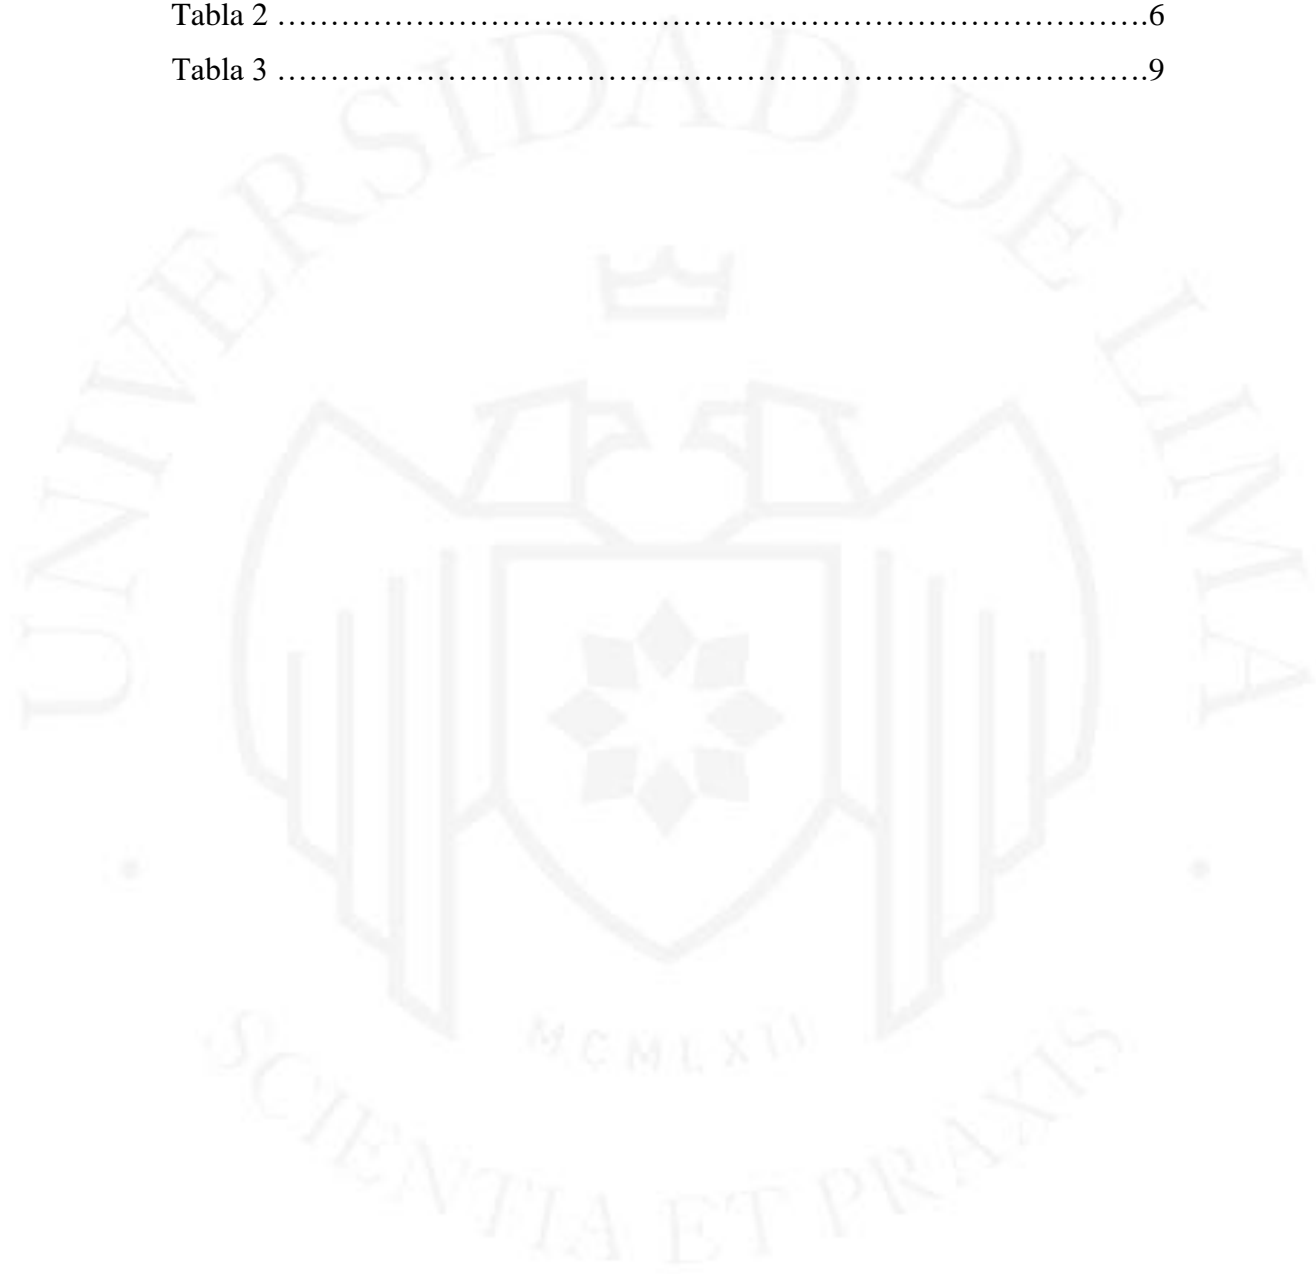 Tabla 2 ……………………………………………………………………….6
Tabla 3 ……………………………………………………………………….9
UNIVERSIDAD DE LIMA
MCMLXII
SCIENTIA ET PRAXIS